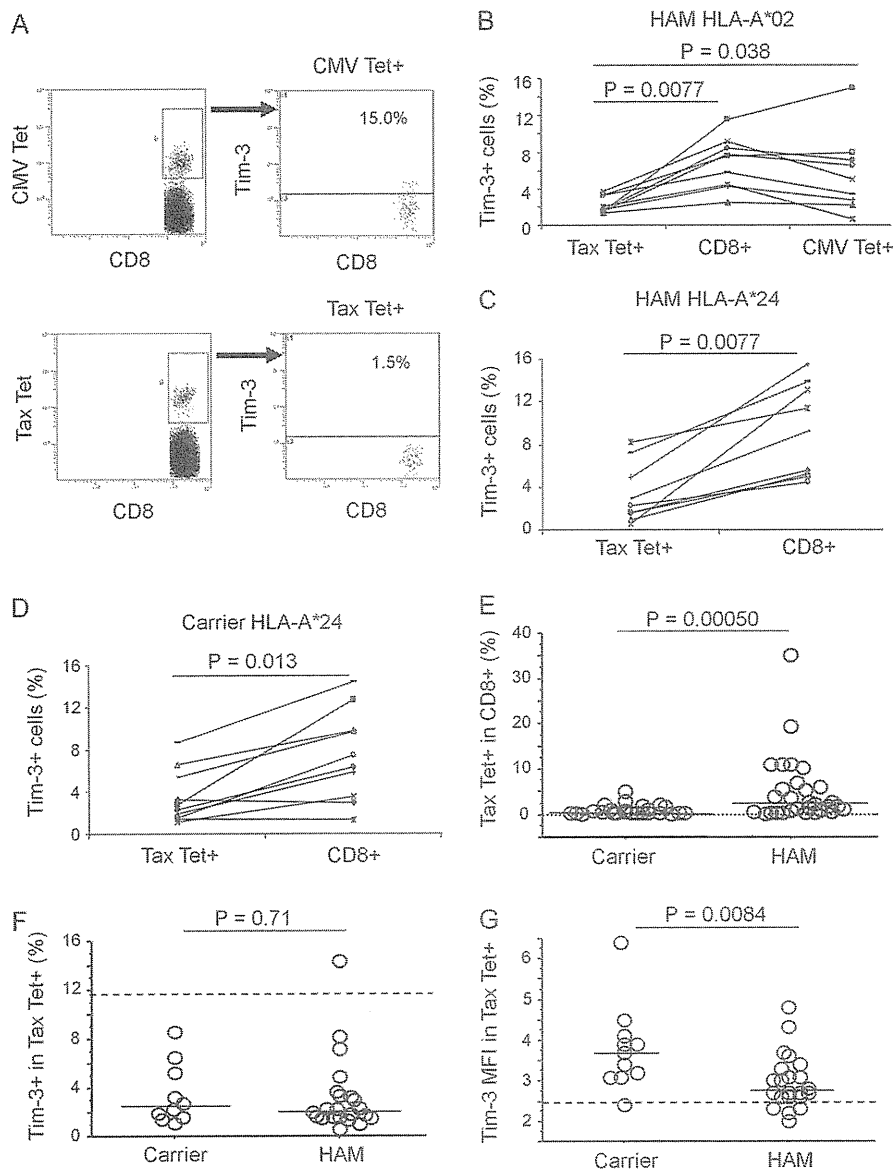 A
CMV Tet+
15.0%
CMV Tet
Tim-3
CD8
CD8
Tax Tet+
1.5%
Tax Tet
Tim-3
CD8
CD8
B
HAM HLA-A*02
P = 0.038
P = 0.0077
Tim-3+ cells (%)
16
12
8
4
0
Tax Tet+
CD8+
CMV Tet+
C
HAM HLA-A*24
P = 0.0077
Tim-3+ cells (%)
16
12
8
4
0
Tax Tet+
CD8+
D
Carrier HLA-A*24
P = 0.013
Tim-3+ cells (%)
16
12
8
4
0
Tax Tet+
CD8+
E
P = 0.00050
Tax Tet+ in CD8+ (%)
40
30
20
10
0
Carrier
HAM
F
P = 0.71
Tim-3+ in Tax Tet+ (%)
16
12
8
4
0
Carrier
HAM
G
P = 0.0084
Tim-3 MFI in Tax Tet+
6
5
4
3
2
Carrier
HAM